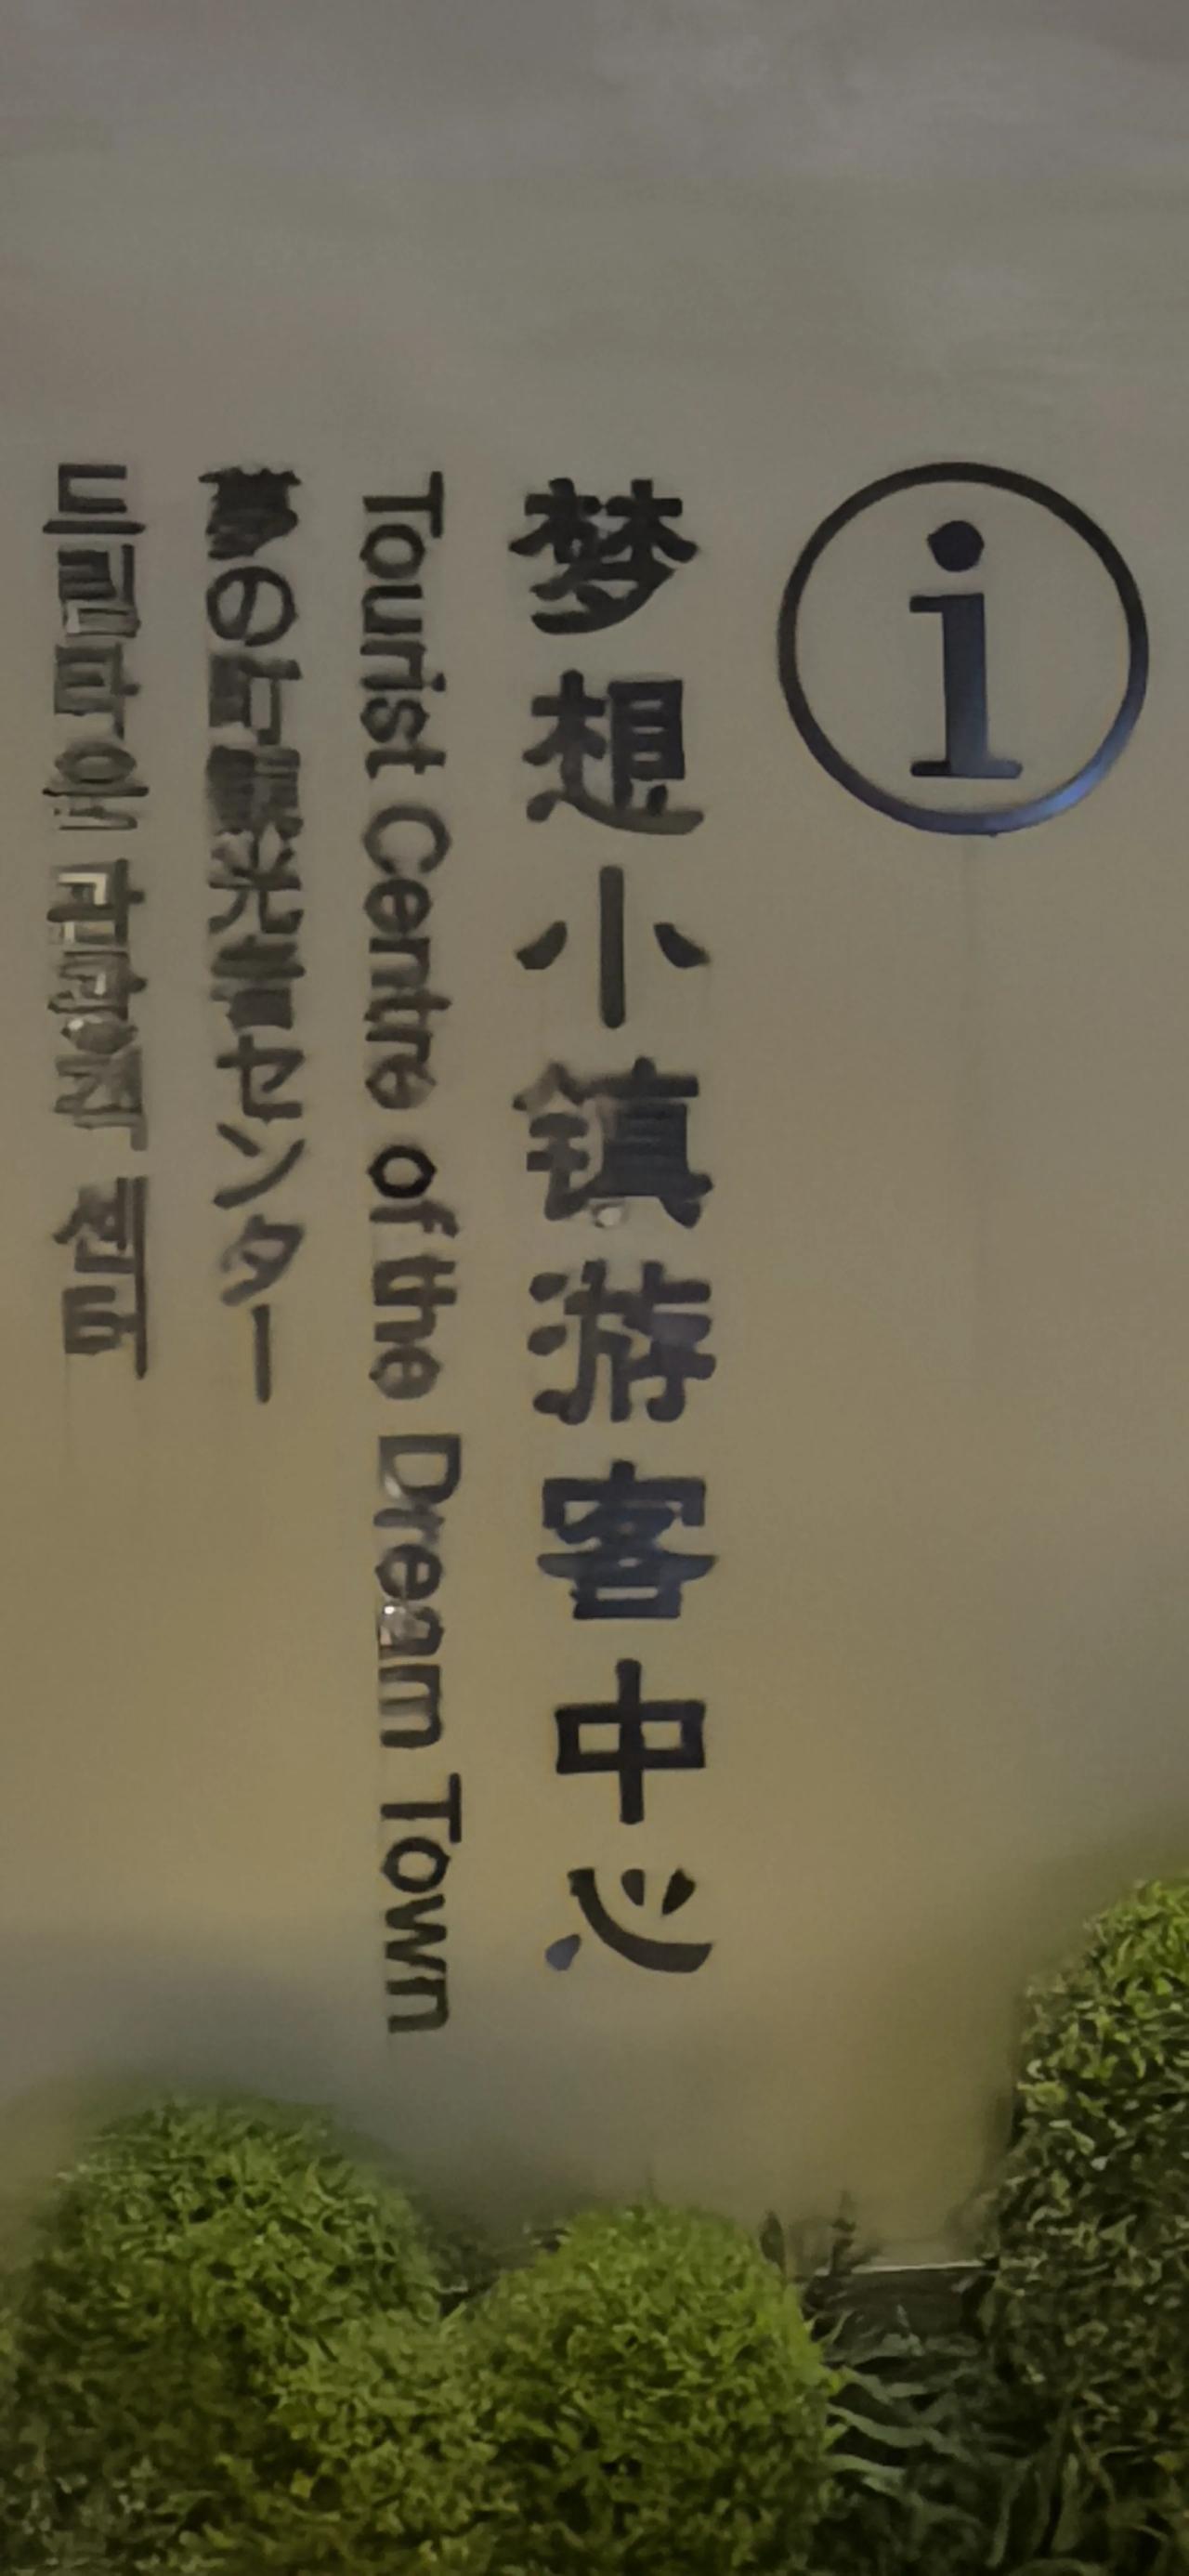 i
梦想小镇游客中心
Tourist Centre of the Dream Town
夢の町観光者センター
드림타운 관광객 센터